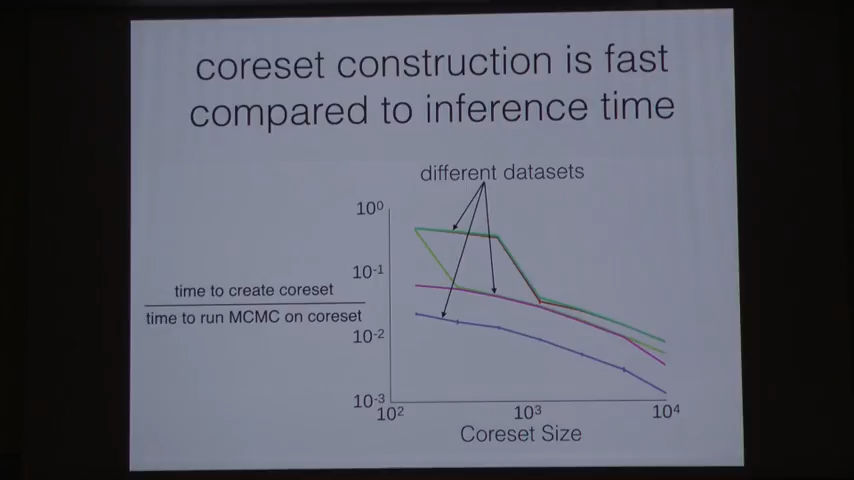 coreset construction is fast
compared to inference time
different datasets
10⁰
10⁻¹
time to create coreset
time to run MCMC on coreset
10⁻²
10⁻³
10² 10³ 10⁴
Coreset Size